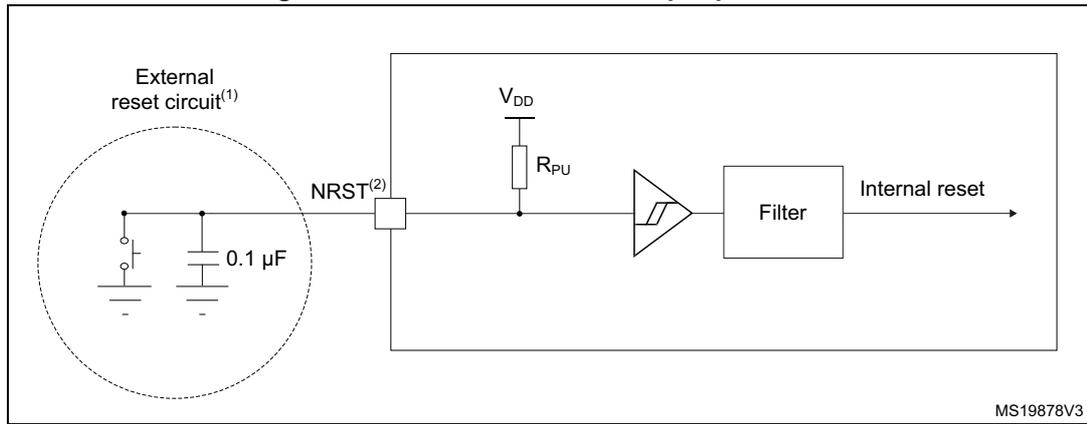 External
reset circuit(1)
VDD
RPU
NRST(2)
Internal reset
Filter
0.1 µF
MS19878V3